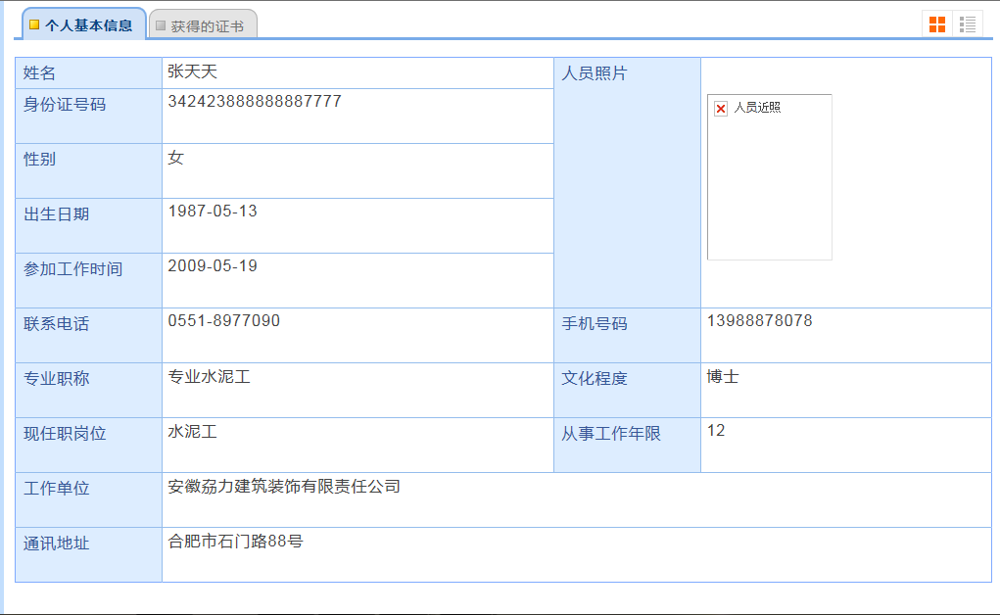 个人基本信息 获得的证书
姓名 张天天 人员照片
人员近照
身份证号码 342423888888887777
性别 女
出生日期 1987-05-13
参加工作时间 2009-05-19
联系电话 0551-8977090 手机号码 13988878078
专业职称 专业水泥工 文化程度 博士
现任职岗位 水泥工 从事工作年限 12
工作单位 安徽劦力建筑装饰有限责任公司
通讯地址 合肥市石门路88号